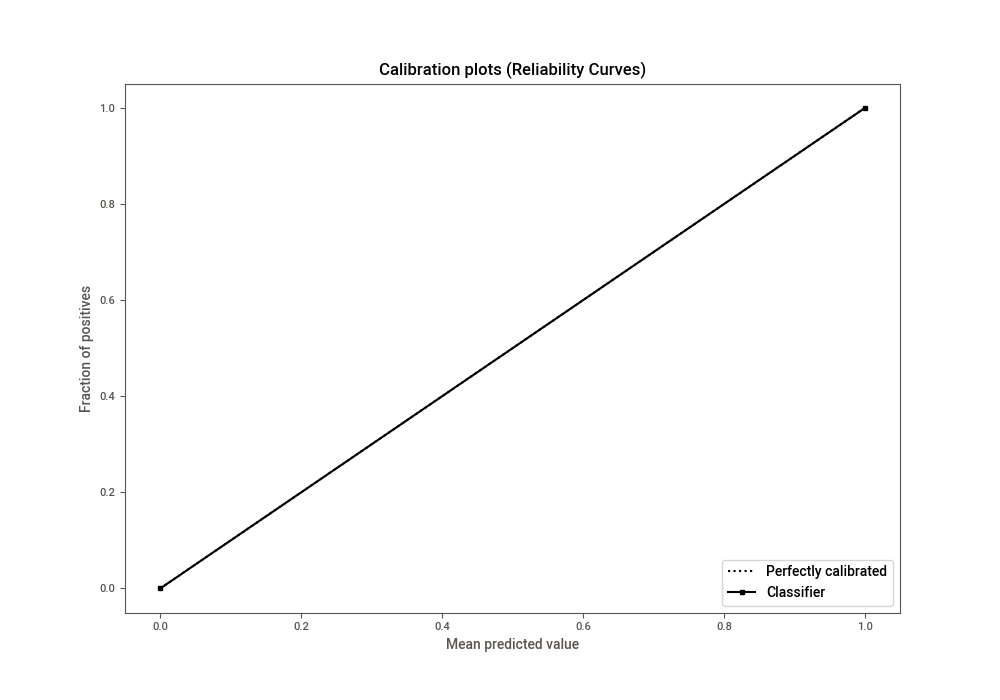 Calibration plots (Reliability Curves)
1.0
0.8
0.6
0.4
0.2
0.0
Fraction of positives
0.0 0.2 0.4 0.6 0.8 1.0
Mean predicted value
Perfectly calibrated
Classifier